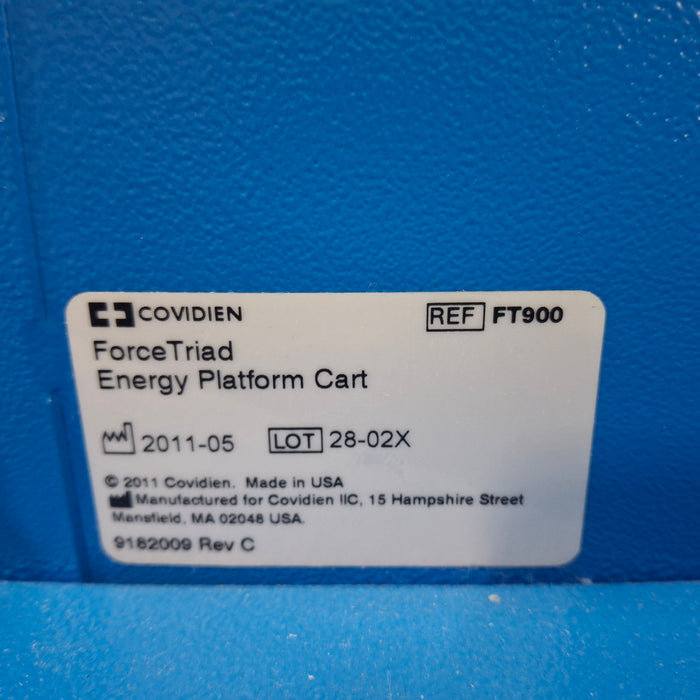 COVIDIEN
REF FT900
ForceTriad
Energy Platform Cart
2011-05 LOT 28-02X
© 2011 Covidien. Made in USA
Manufactured for Covidien IIC, 15 Hampshire Street
Mansfield, MA 02048 USA.
9182009 Rev C